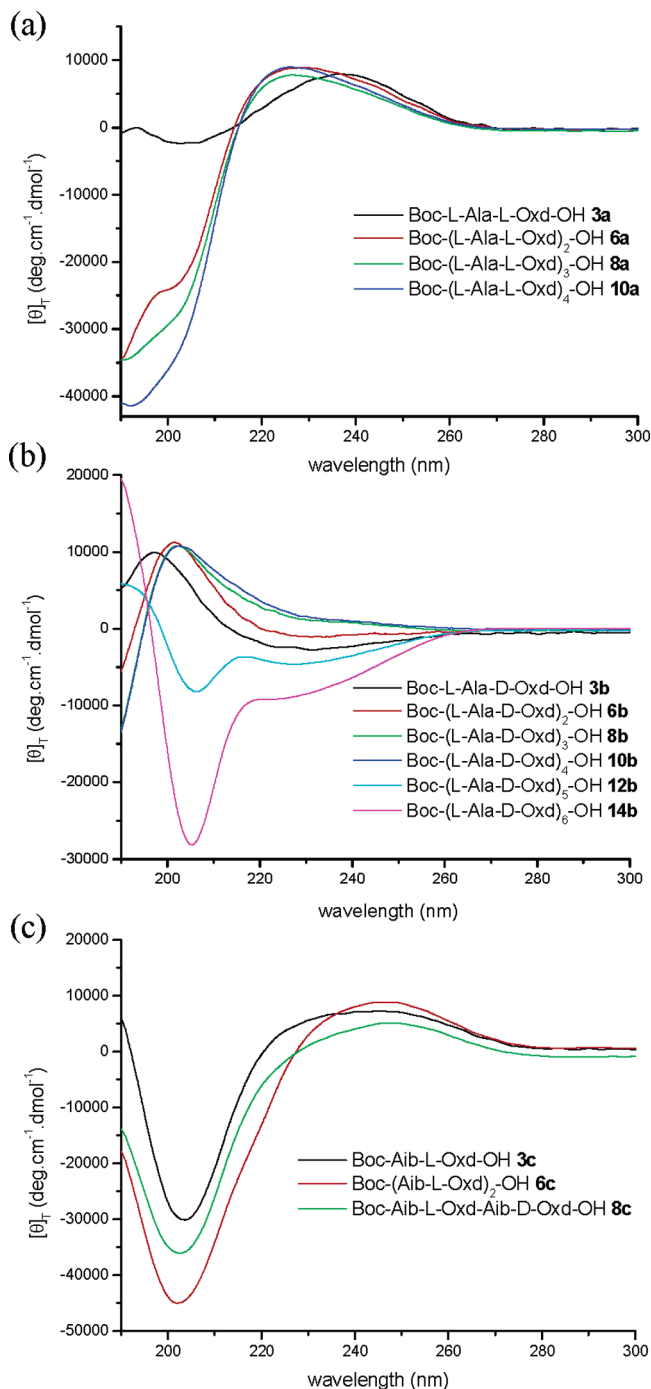 (a)
[θ]T (deg.cm-1.dmol-1)
10000
0
-10000
-20000
-30000
-40000
Boc-L-Ala-L-Oxd-OH 3a
Boc-(L-Ala-L-Oxd)2-OH 6a
Boc-(L-Ala-L-Oxd)3-OH 8a
Boc-(L-Ala-L-Oxd)4-OH 10a
200 220 240 260 280 300
wavelength (nm)
(b)
[θ]T (deg.cm-1.dmol-1)
20000
10000
0
-10000
-20000
-30000
Boc-L-Ala-D-Oxd-OH 3b
Boc-(L-Ala-D-Oxd)2-OH 6b
Boc-(L-Ala-D-Oxd)3-OH 8b
Boc-(L-Ala-D-Oxd)4-OH 10b
Boc-(L-Ala-D-Oxd)5-OH 12b
Boc-(L-Ala-D-Oxd)6-OH 14b
200 220 240 260 280 300
wavelength (nm)
(c)
[θ]T (deg.cm-1.dmol-1)
20000
10000
0
-10000
-20000
-30000
-40000
-50000
Boc-Aib-L-Oxd-OH 3c
Boc-(Aib-L-Oxd)2-OH 6c
Boc-Aib-L-Oxd-Aib-D-Oxd-OH 8c
200 220 240 260 280 300
wavelength (nm)